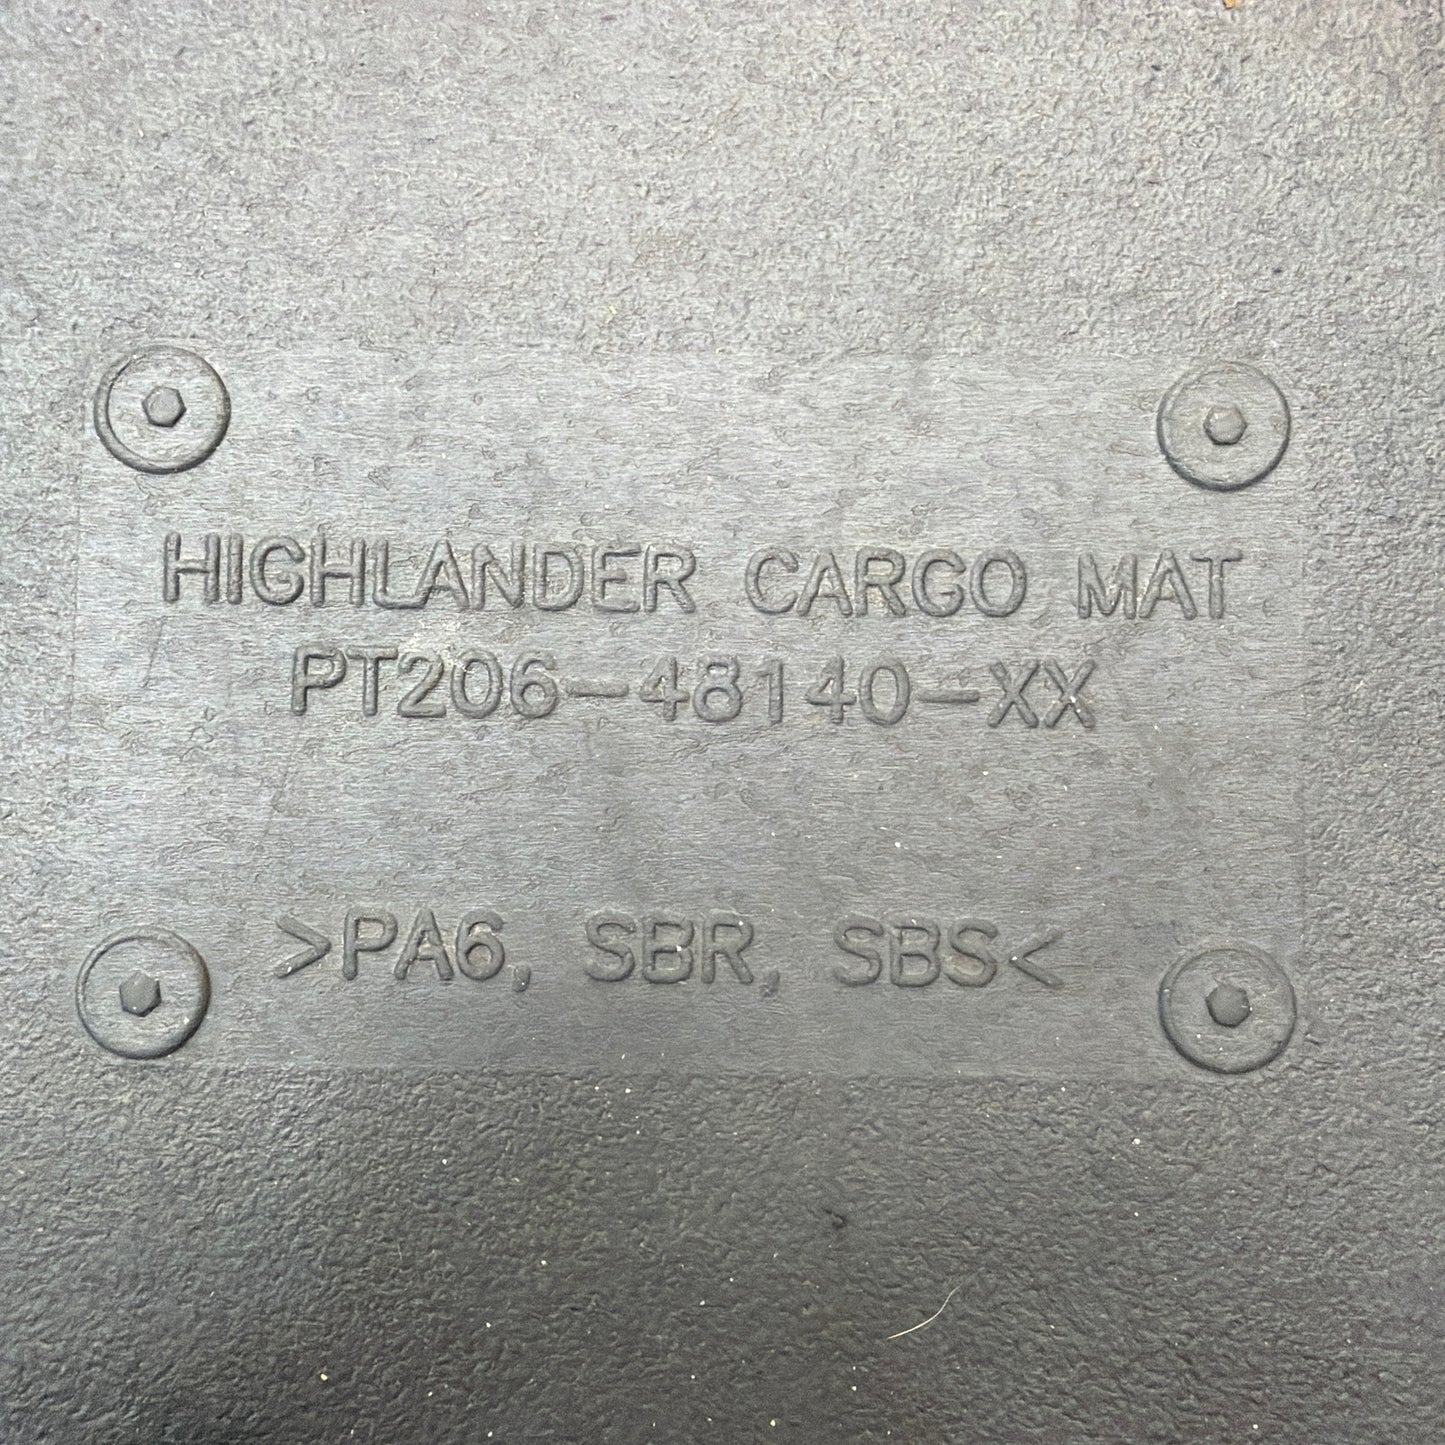 HIGHLANDER CARGO MAT
PT206-48140-XX
>PA6, SBR, SBS<